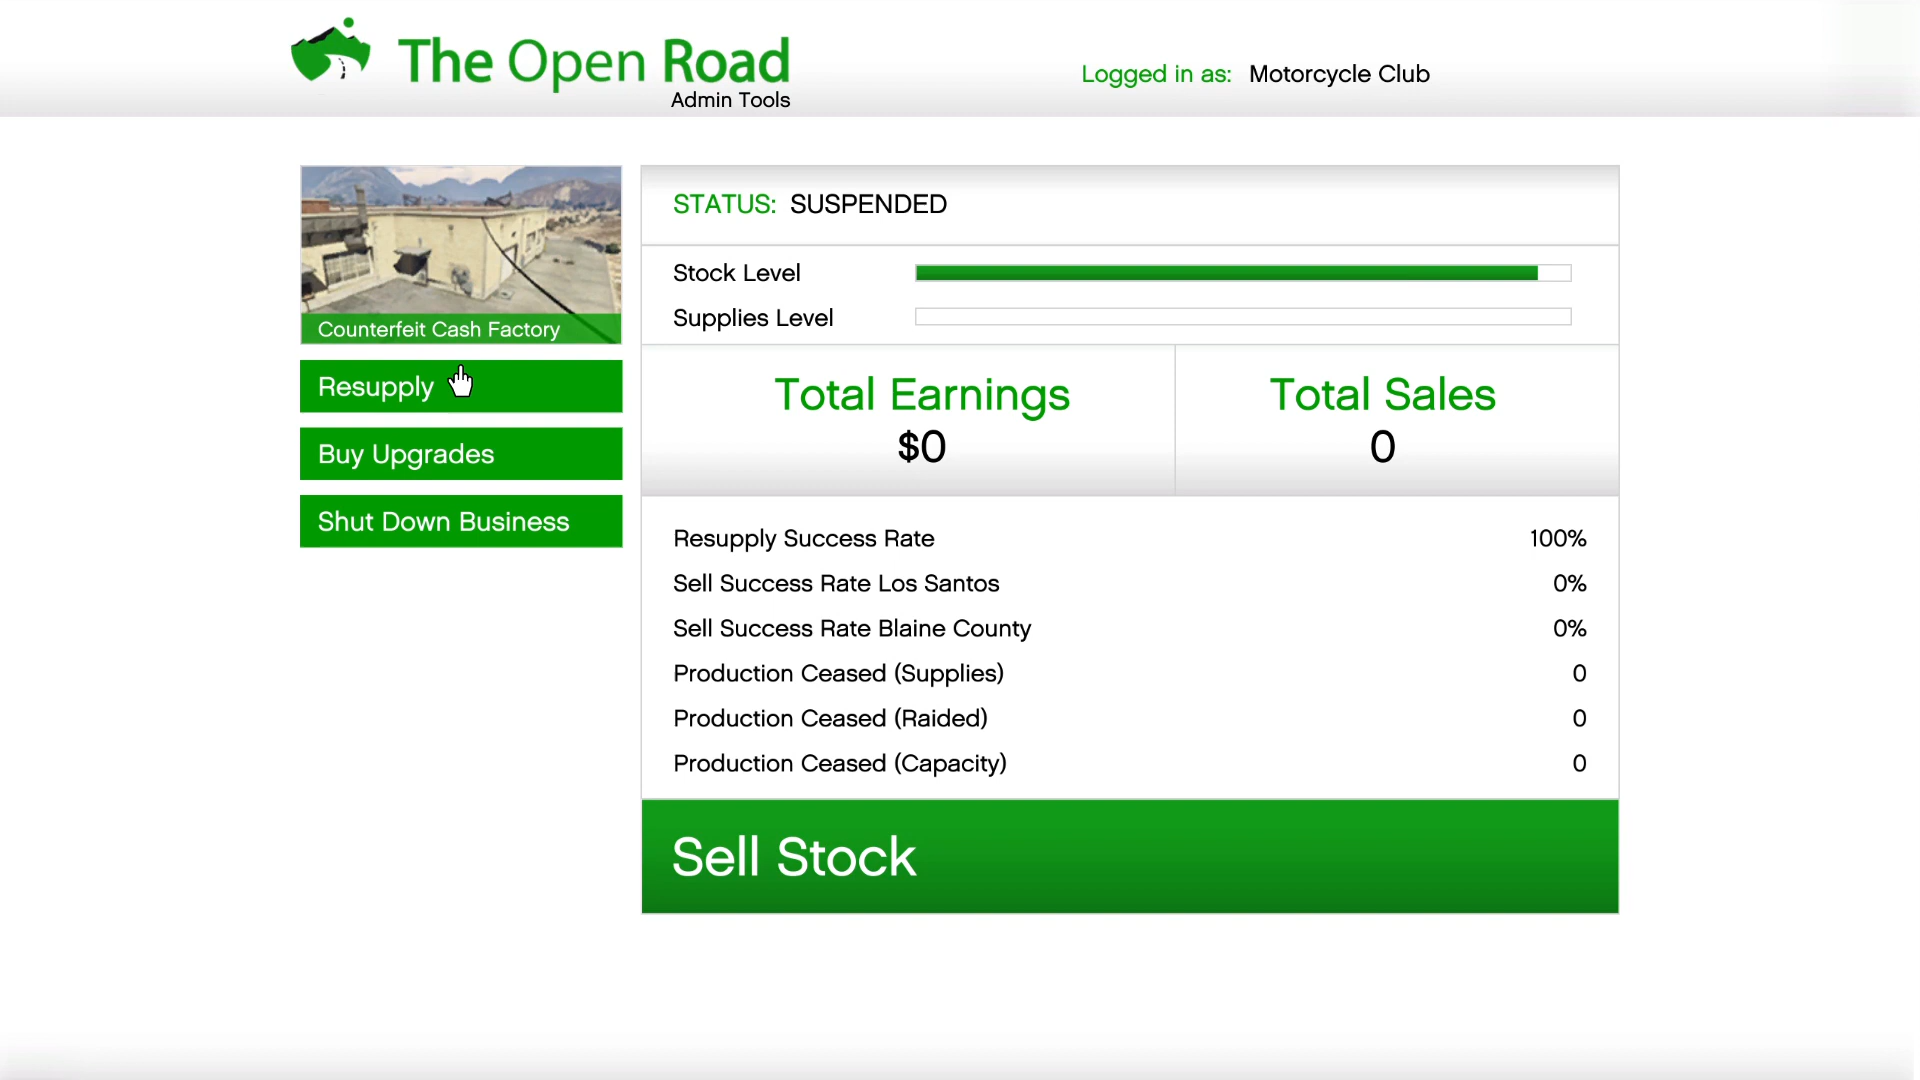 The Open Road
Admin Tools
Logged in as: Motorcycle Club
Counterfeit Cash Factory
Resupply
Buy Upgrades
Shut Down Business
STATUS: SUSPENDED
Stock Level
Supplies Level
Total Earnings
$0
Total Sales
0
Resupply Success Rate 100%
Sell Success Rate Los Santos 0%
Sell Success Rate Blaine County 0%
Production Ceased (Supplies) 0
Production Ceased (Raided) 0
Production Ceased (Capacity) 0
Sell Stock